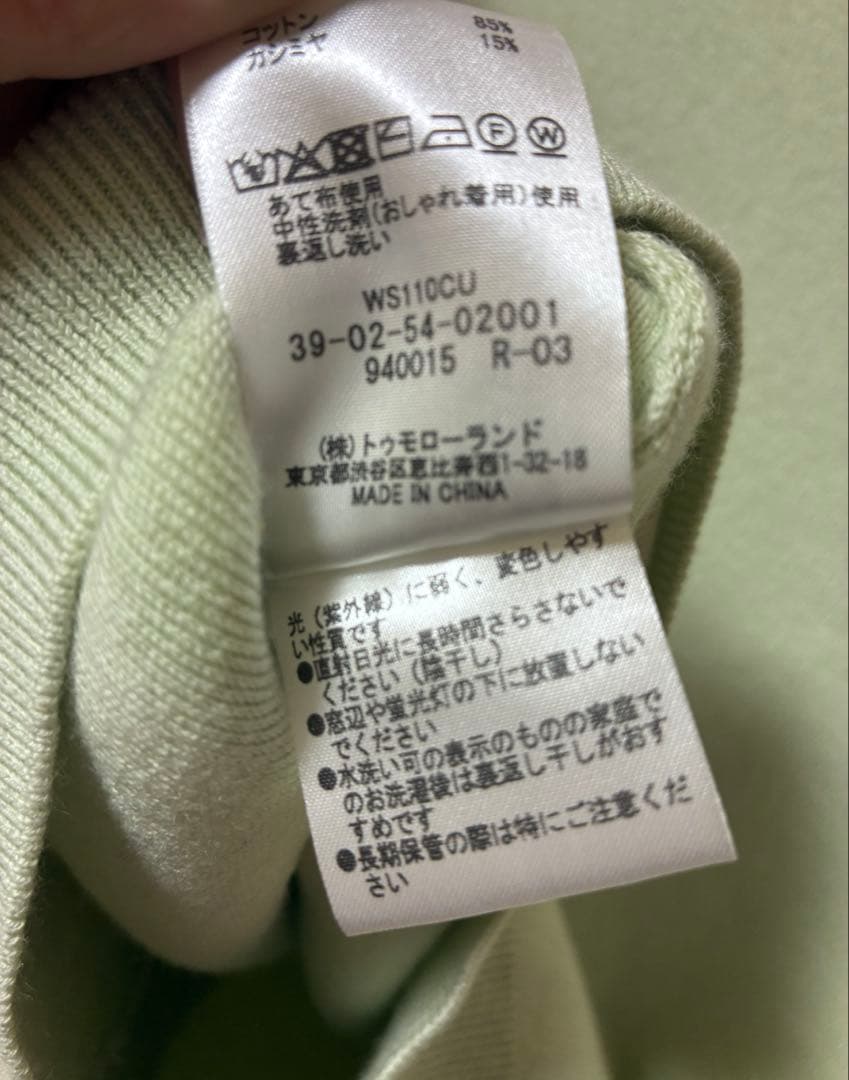 コットン 85%
カシミヤ 15%
F W
あて布使用
中性洗剤(おしゃれ着用)使用
裏返し洗い
WS110CU
39-02-54-02001
940015 R-03
(株)トゥモローランド
東京都渋谷区恵比寿西1-32-18
MADE IN CHINA
光(紫外線)に弱く、変色しやす
い性質です
●直射日光に長時間さらさないで
ください(陰干し)
●窓辺や蛍光灯の下に放置しない
でください
●水洗い可の表示のものの家庭で
のお洗濯後は裏返し干しがおす
すめです
●長期保管の際は特にご注意くだ
さい